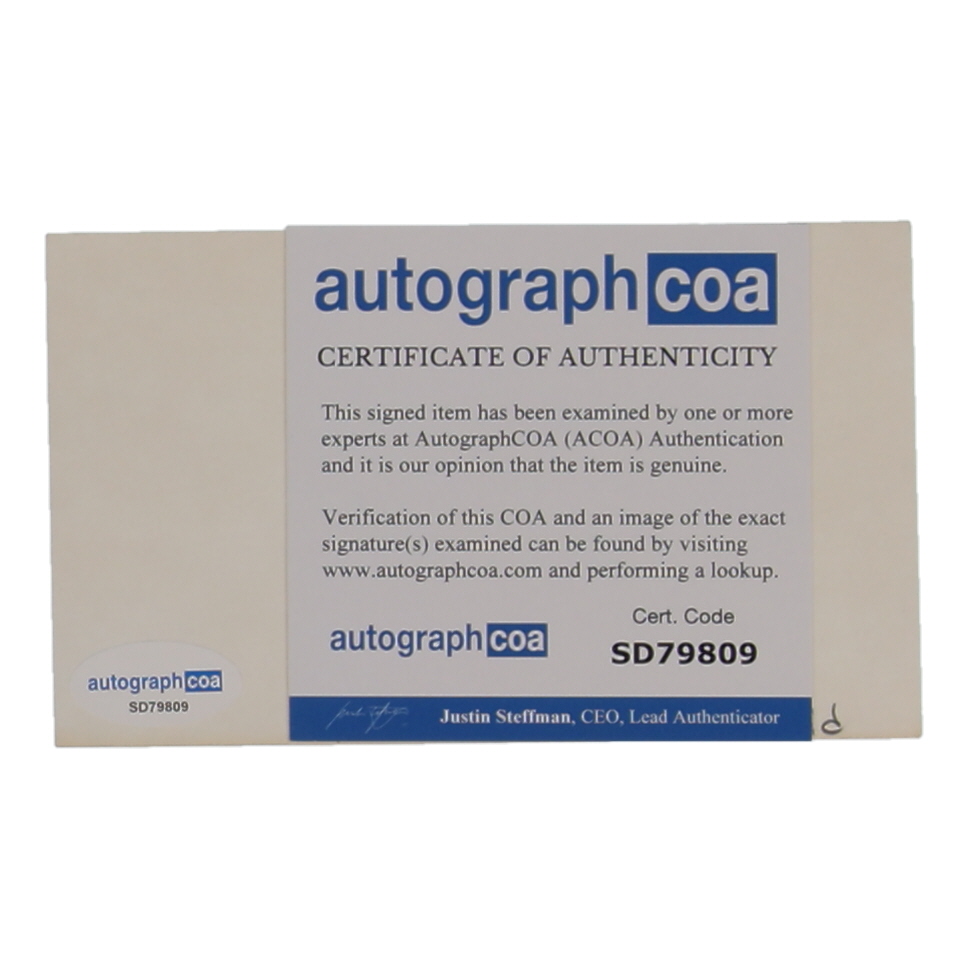 autographcoa
CERTIFICATE OF AUTHENTICITY
This signed item has been examined by one or more
experts at AutographCOA (ACOA) Authentication
and it is our opinion that the item is genuine.
Verification of this COA and an image of the exact
signature(s) examined can be found by visiting
www.autographcoa.com and performing a lookup.
autographcoa
Cert. Code
SD79809
Justin Steffman, CEO, Lead Authenticator
autographcoa
SD79809